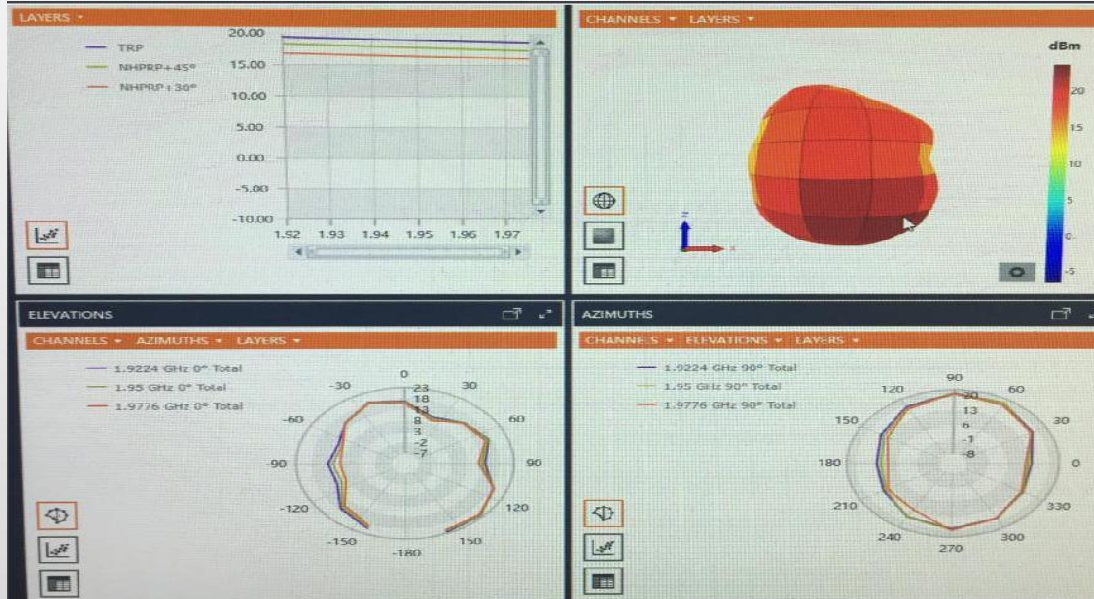 LAYERS
TRP
NHPRP+45°
NHPRP+30°
20.00
15.00
10.00
5.00
0.00
-5.00
-10.00
1.92 1.93 1.94 1.95 1.96 1.97
CHANNELS LAYERS
dBm
20
15
10
5
0
-5
z
x
ELEVATIONS
CHANNELS AZIMUTHS LAYERS
1.9224 GHz 0° Total
1.95 GHz 0° Total
1.9776 GHz 0° Total
0
-30 30
-60 60
-90 90
-120 120
-150 150
-180
23
18
13
8
3
-2
-7
AZIMUTHS
CHANNELS ELEVATIONS LAYERS
1.9224 GHz 90° Total
1.95 GHz 90° Total
1.9776 GHz 90° Total
90
120 60
150 30
180 0
210 330
240 300
270
20
13
6
-1
-8